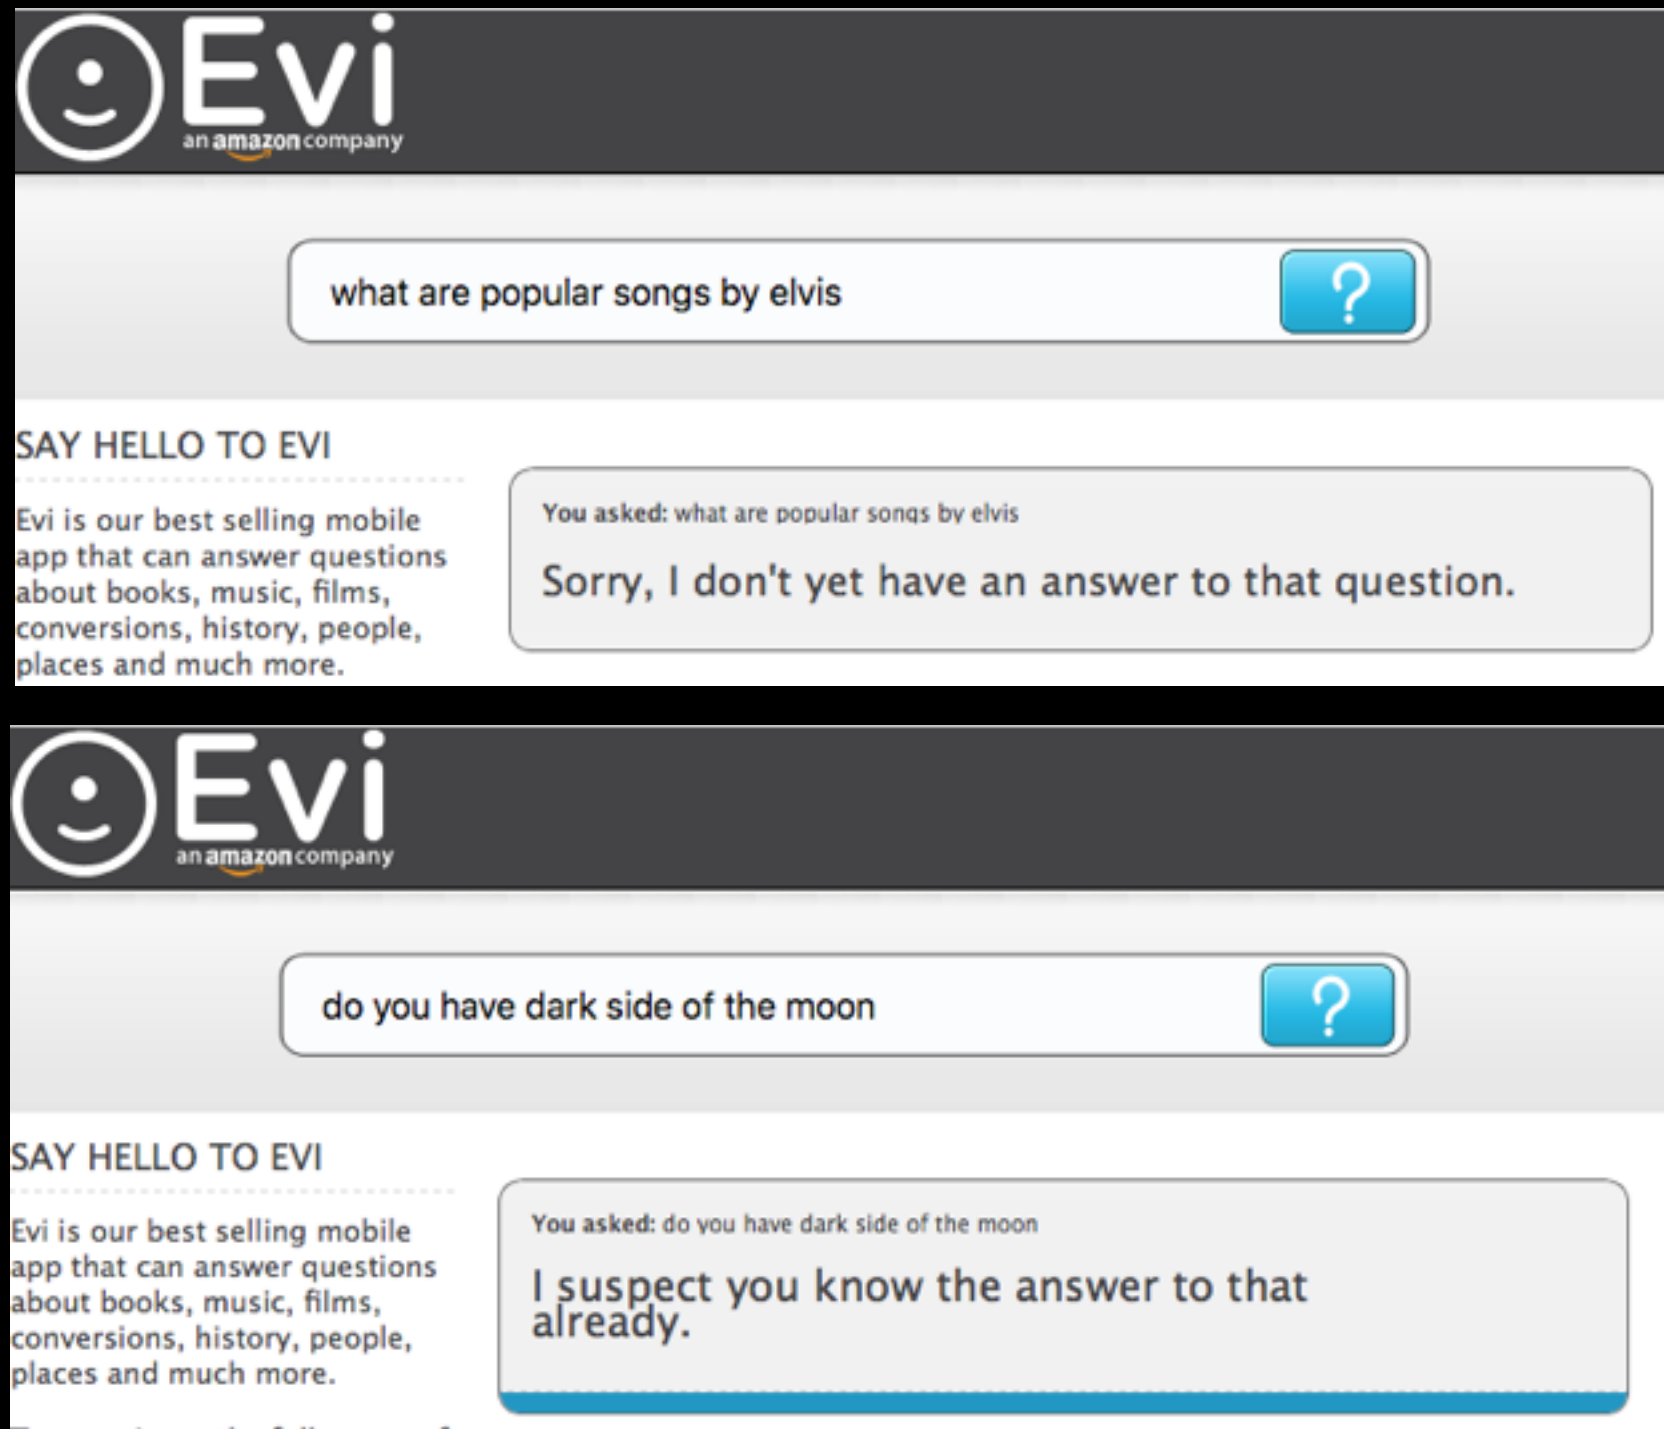 Evi
an amazon company
what are popular songs by elvis
?
SAY HELLO TO EVI
Evi is our best selling mobile
app that can answer questions
about books, music, films,
conversions, history, people,
places and much more.
You asked: what are popular songs by elvis
Sorry, I don't yet have an answer to that question.
Evi
an amazon company
do you have dark side of the moon
?
SAY HELLO TO EVI
Evi is our best selling mobile
app that can answer questions
about books, music, films,
conversions, history, people,
places and much more.
You asked: do you have dark side of the moon
I suspect you know the answer to that
already.